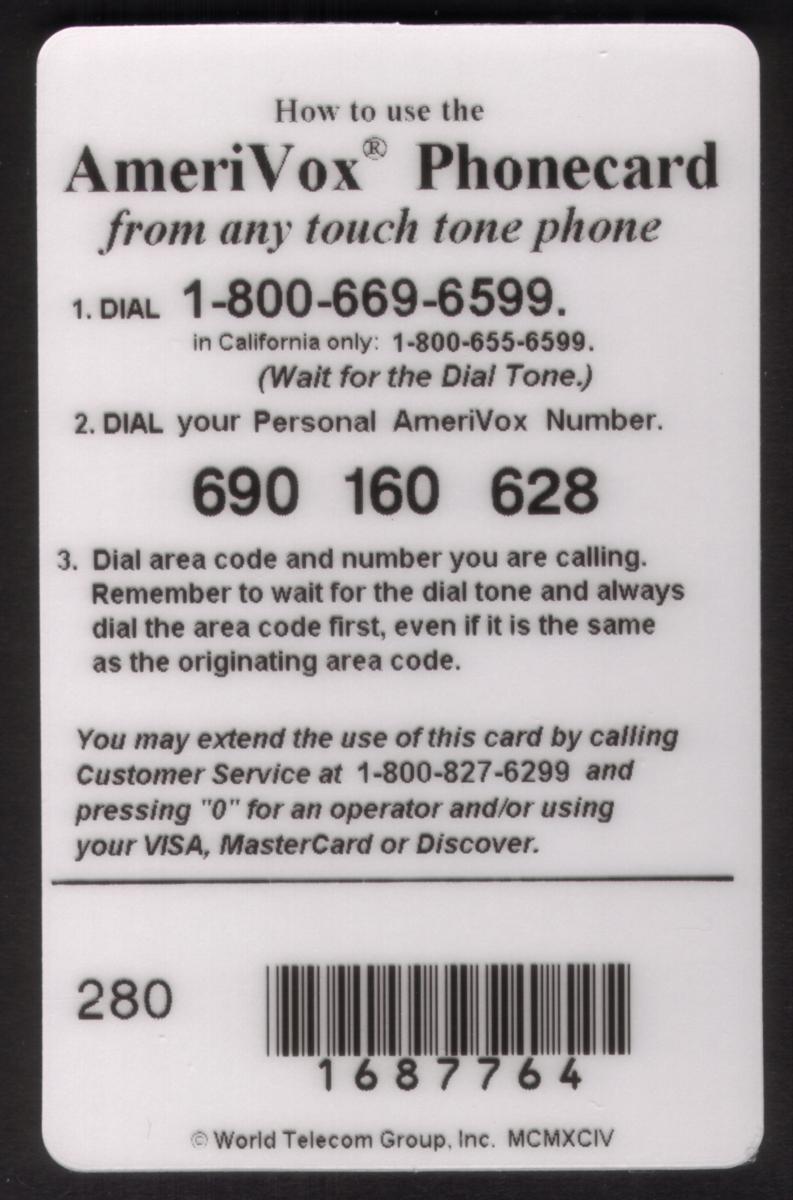 How to use the
AmeriVox® Phonecard
from any touch tone phone
1. DIAL 1-800-669-6599.
in California only: 1-800-655-6599.
(Wait for the Dial Tone.)
2. DIAL your Personal AmeriVox Number.
690 160 628
3. Dial area code and number you are calling.
Remember to wait for the dial tone and always
dial the area code first, even if it is the same
as the originating area code.
You may extend the use of this card by calling
Customer Service at 1-800-827-6299 and
pressing "0" for an operator and/or using
your VISA, MasterCard or Discover.
280
1687764
© World Telecom Group, Inc. MCMXCIV